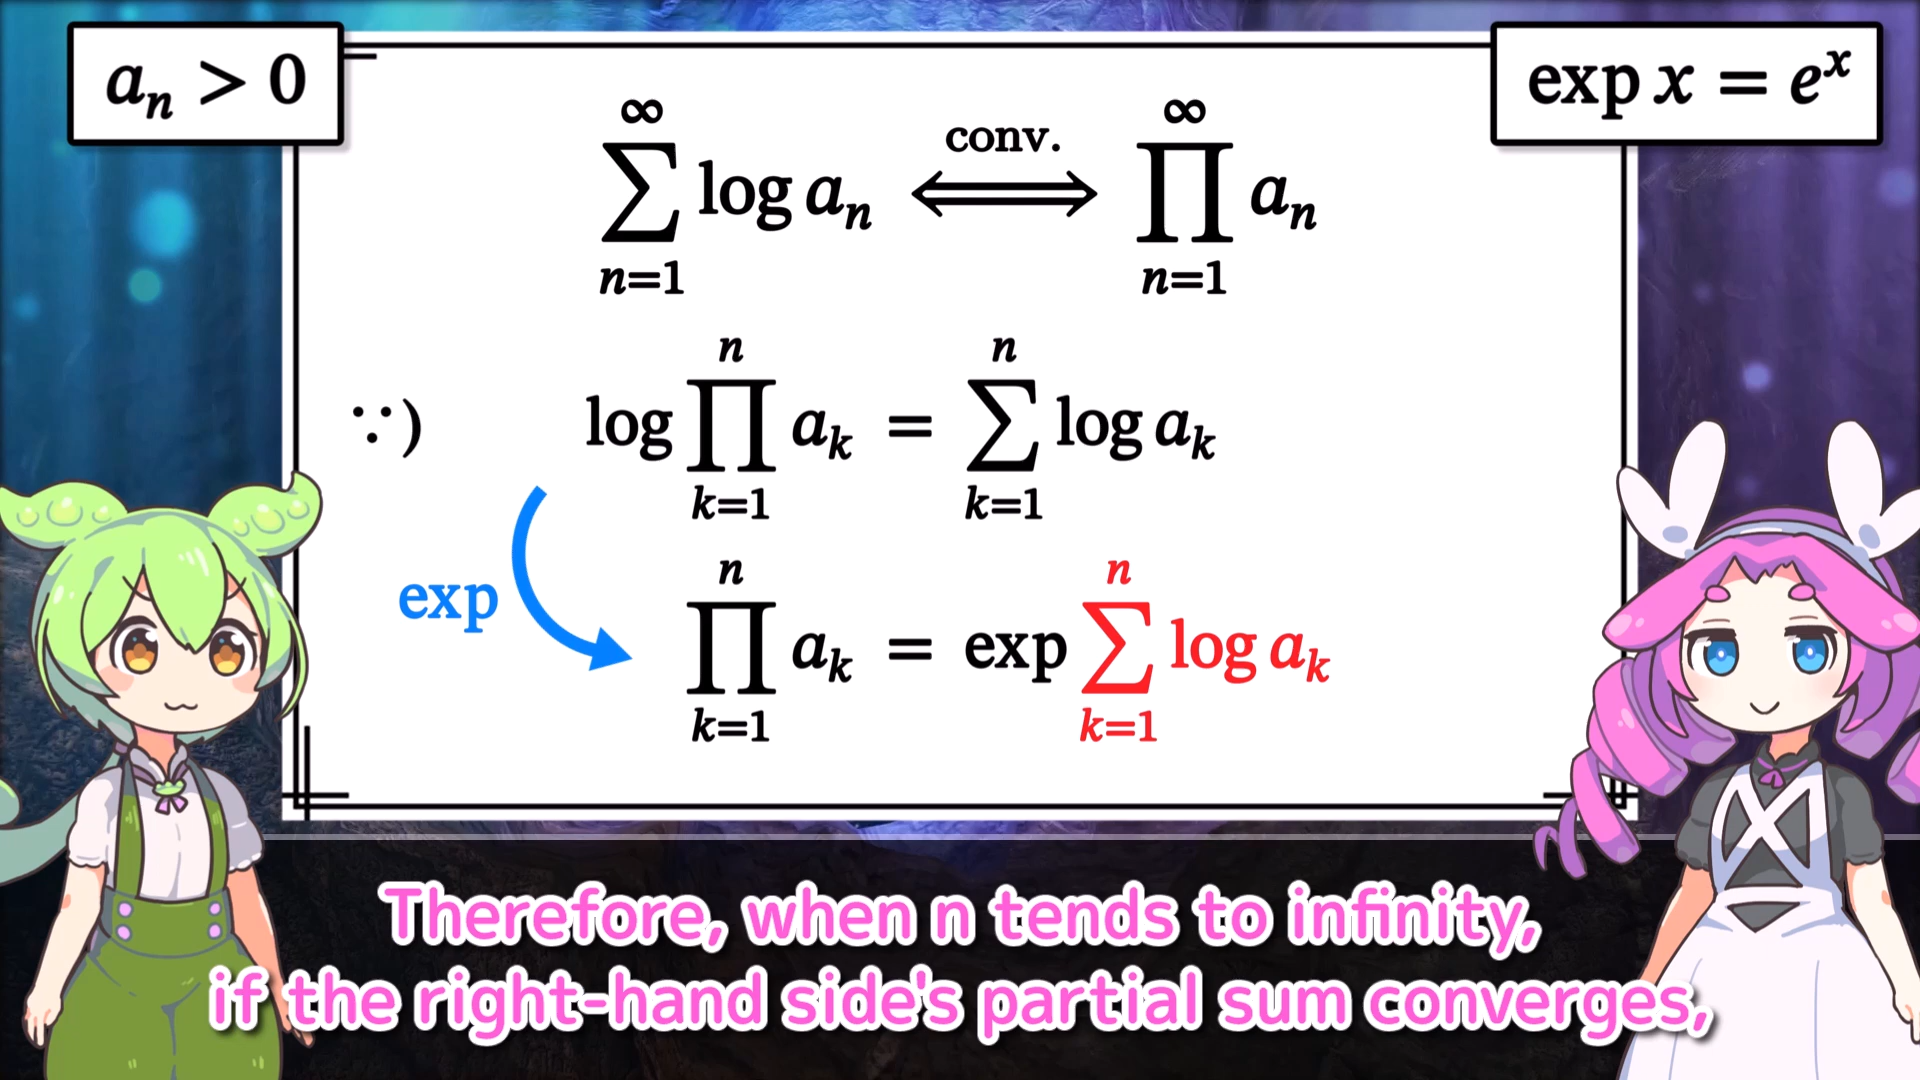 aₙ > 0
exp x = eˣ
∞ conv. ∞
∑ log aₙ ⟺ ∏ aₙ
n=1 n=1
n n
∵) log ∏ aₖ = ∑ log aₖ
k=1 k=1
n n
exp ∏ aₖ = exp ∑ log aₖ
k=1 k=1
Therefore, when n tends to infinity,
if the right-hand side's partial sum converges,